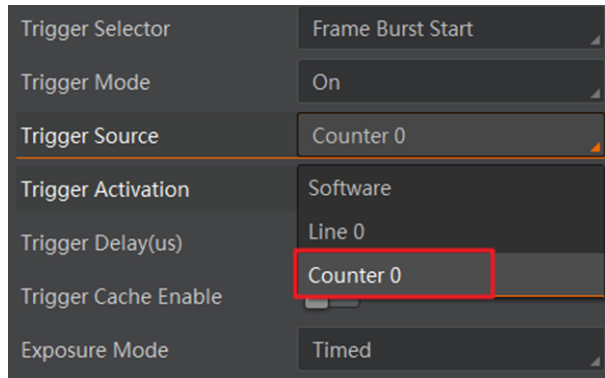 Trigger Selector Frame Burst Start
Trigger Mode On
Trigger Source Counter 0
Trigger Activation Software
Trigger Delay(us) Line 0
Counter 0
Trigger Cache Enable
Exposure Mode Timed